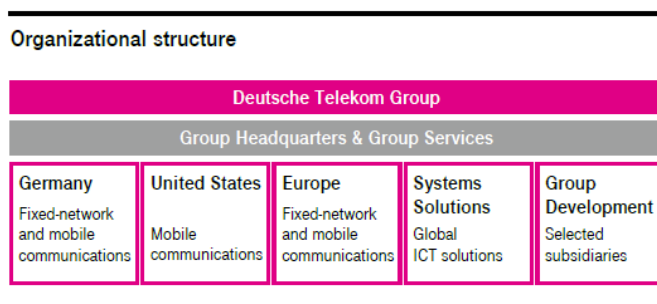 Organizational structure
Deutsche Telekom Group
Group Headquarters & Group Services
Germany
Fixed-network
and mobile
communications
United States
Mobile
communications
Europe
Fixed-network
and mobile
communications
Systems
Solutions
Global
ICT solutions
Group
Development
Selected
subsidiaries